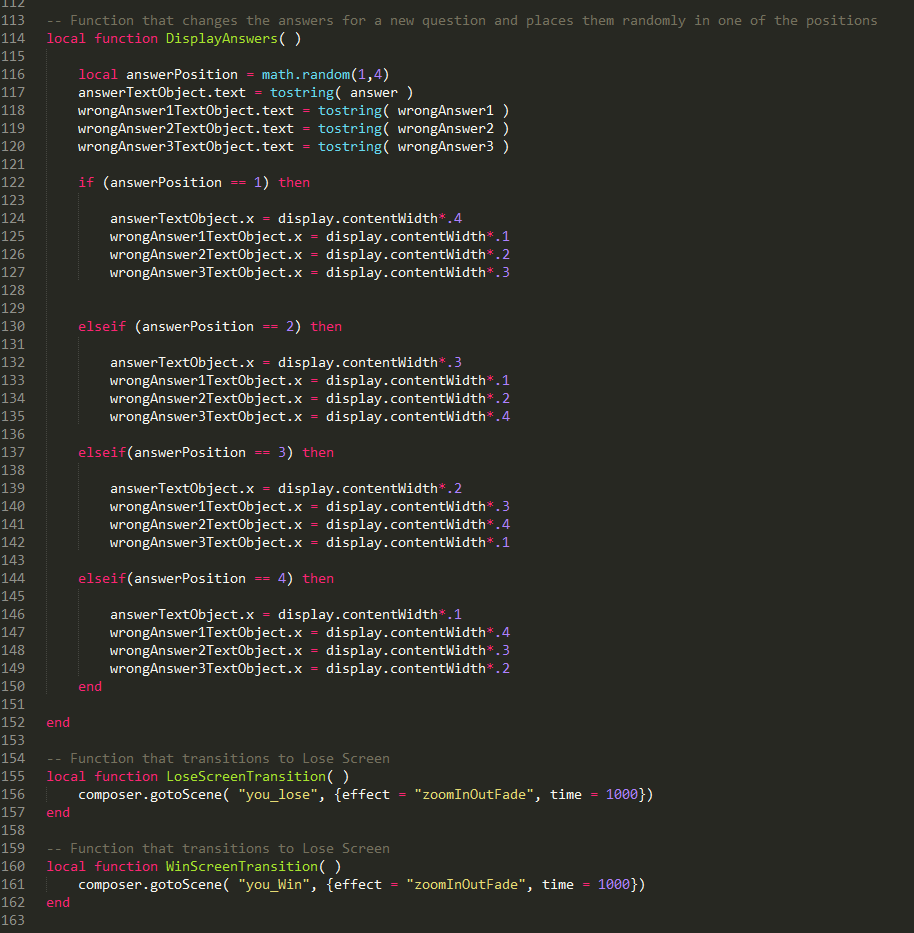 112
113 -- Function that changes the answers for a new question and places them randomly in one of the positions
114 local function DisplayAnswers( )
115
116     local answerPosition = math.random(1,4)
117     answerTextObject.text = tostring( answer )
118     wrongAnswer1TextObject.text = tostring( wrongAnswer1 )
119     wrongAnswer2TextObject.text = tostring( wrongAnswer2 )
120     wrongAnswer3TextObject.text = tostring( wrongAnswer3 )
121
122     if (answerPosition == 1) then
123
124         answerTextObject.x = display.contentWidth*.4
125         wrongAnswer1TextObject.x = display.contentWidth*.1
126         wrongAnswer2TextObject.x = display.contentWidth*.2
127         wrongAnswer3TextObject.x = display.contentWidth*.3
128
129
130     elseif (answerPosition == 2) then
131
132         answerTextObject.x = display.contentWidth*.3
133         wrongAnswer1TextObject.x = display.contentWidth*.1
134         wrongAnswer2TextObject.x = display.contentWidth*.2
135         wrongAnswer3TextObject.x = display.contentWidth*.4
136
137     elseif(answerPosition == 3) then
138
139         answerTextObject.x = display.contentWidth*.2
140         wrongAnswer1TextObject.x = display.contentWidth*.3
141         wrongAnswer2TextObject.x = display.contentWidth*.4
142         wrongAnswer3TextObject.x = display.contentWidth*.1
143
144     elseif(answerPosition == 4) then
145
146         answerTextObject.x = display.contentWidth*.1
147         wrongAnswer1TextObject.x = display.contentWidth*.4
148         wrongAnswer2TextObject.x = display.contentWidth*.3
149         wrongAnswer3TextObject.x = display.contentWidth*.2
150     end
151
152 end
153
154 -- Function that transitions to Lose Screen
155 local function LoseScreenTransition( )
156     composer.gotoScene( "you_lose", {effect = "zoomInOutFade", time = 1000})
157 end
158
159 -- Function that transitions to Lose Screen
160 local function WinScreenTransition( )
161     composer.gotoScene( "you_Win", {effect = "zoomInOutFade", time = 1000})
162 end
163